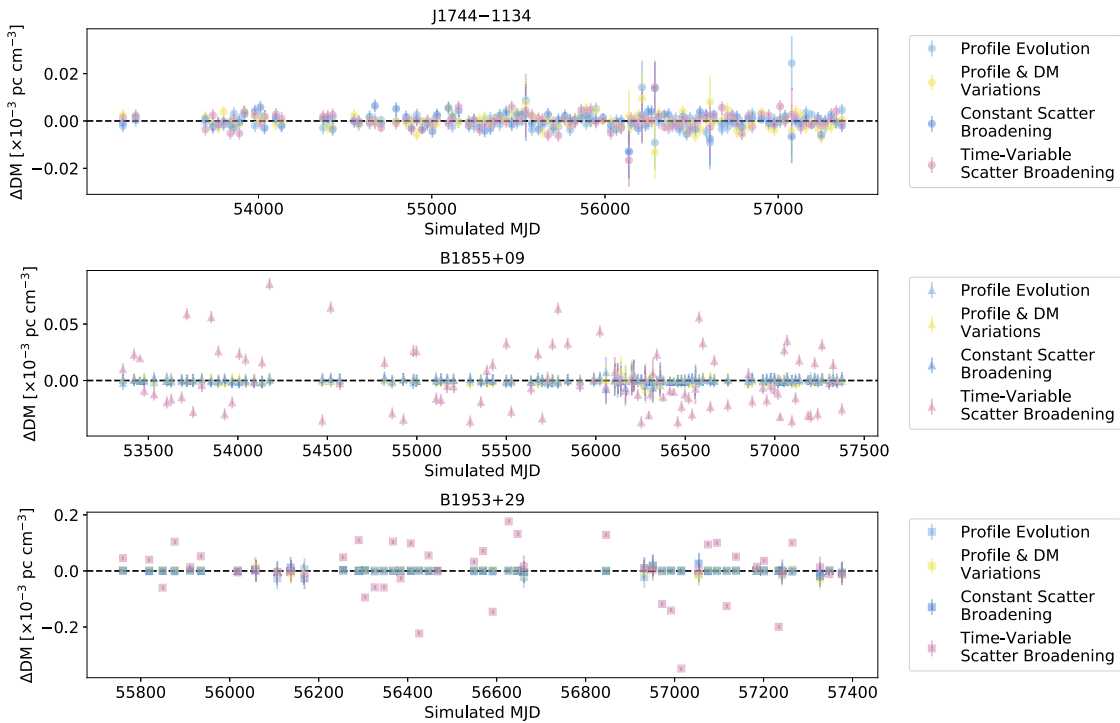 J1744−1134
ΔDM [×10⁻³ pc cm⁻³]
0.02
0.00
−0.02
54000 55000 56000 57000
Simulated MJD
Profile Evolution
Profile & DM
Variations
Constant Scatter
Broadening
Time-Variable
Scatter Broadening
B1855+09
ΔDM [×10⁻³ pc cm⁻³]
0.05
0.00
53500 54000 54500 55000 55500 56000 56500 57000 57500
Simulated MJD
Profile Evolution
Profile & DM
Variations
Constant Scatter
Broadening
Time-Variable
Scatter Broadening
B1953+29
ΔDM [×10⁻³ pc cm⁻³]
0.2
0.0
−0.2
55800 56000 56200 56400 56600 56800 57000 57200 57400
Simulated MJD
Profile Evolution
Profile & DM
Variations
Constant Scatter
Broadening
Time-Variable
Scatter Broadening